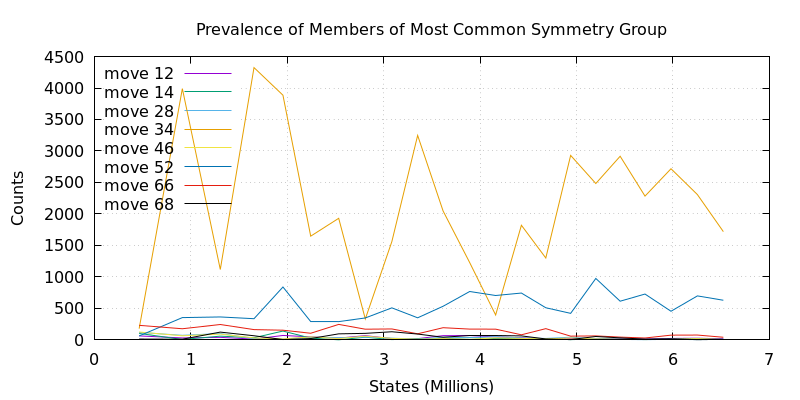 Prevalence of Members of Most Common Symmetry Group
4500
4000
3500
3000
2500
2000
1500
1000
500
0
Counts
move 12
move 14
move 28
move 34
move 46
move 52
move 66
move 68
0 1 2 3 4 5 6 7
States (Millions)